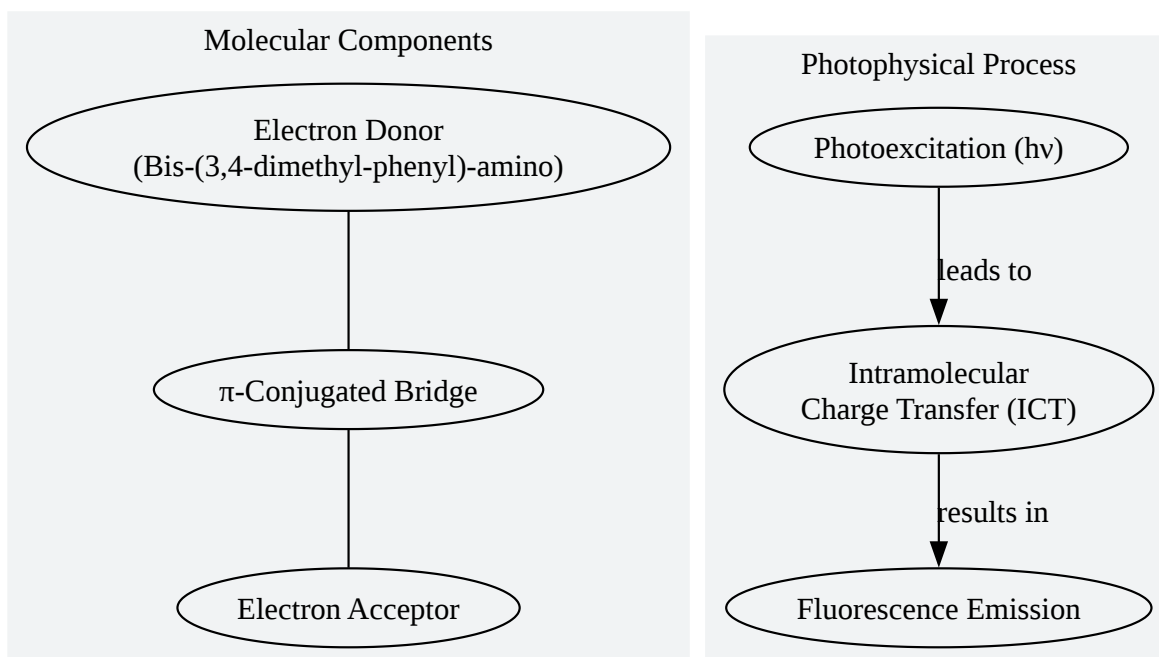 Molecular Components
Electron Donor
(Bis-(3,4-dimethyl-phenyl)-amino)
π-Conjugated Bridge
Electron Acceptor
Photophysical Process
Photoexcitation (hν)
leads to
Intramolecular
Charge Transfer (ICT)
results in
Fluorescence Emission